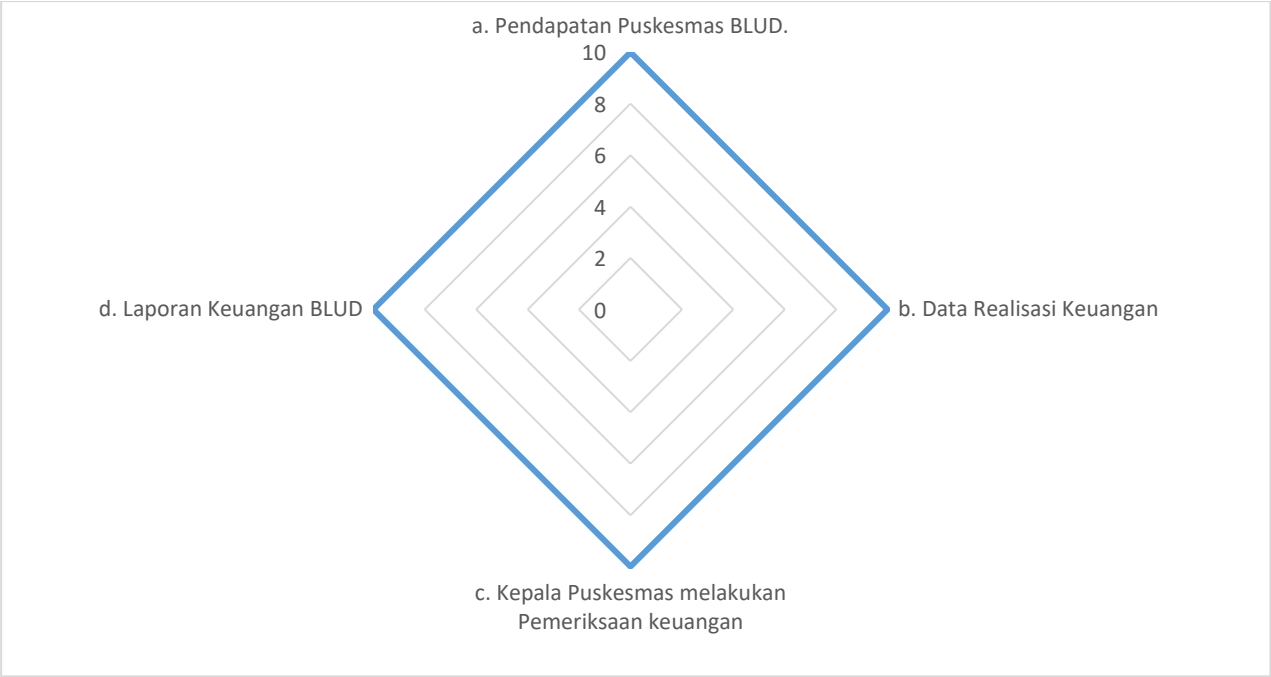 a. Pendapatan Puskesmas BLUD.
10
8
6
4
2
0
d. Laporan Keuangan BLUD
b. Data Realisasi Keuangan
c. Kepala Puskesmas melakukan
Pemeriksaan keuangan